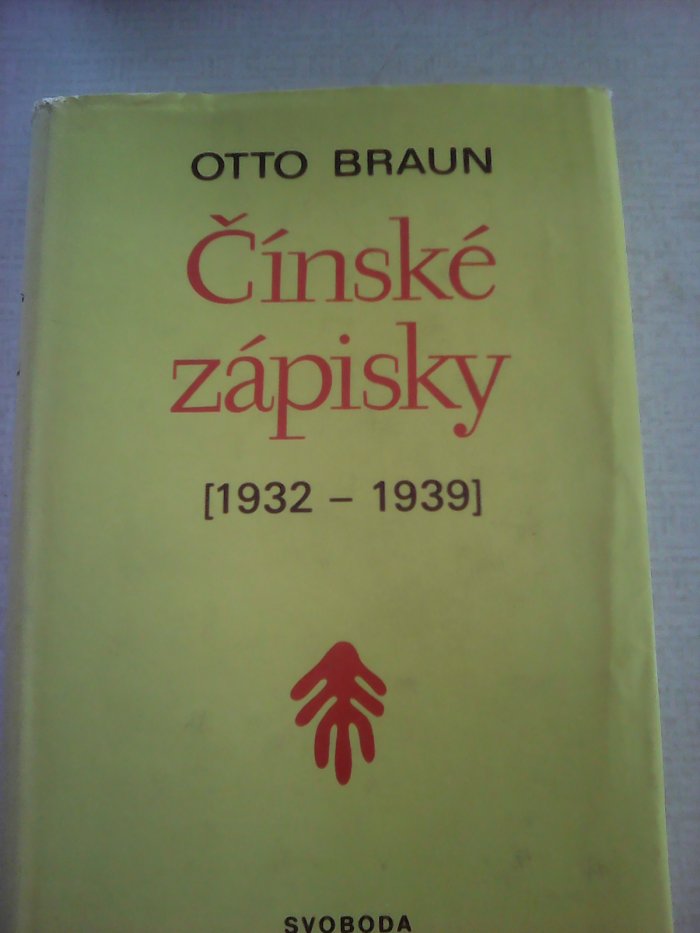 OTTO BRAUN
Čínské
zápisky
[1932 – 1939]
SVOBODA